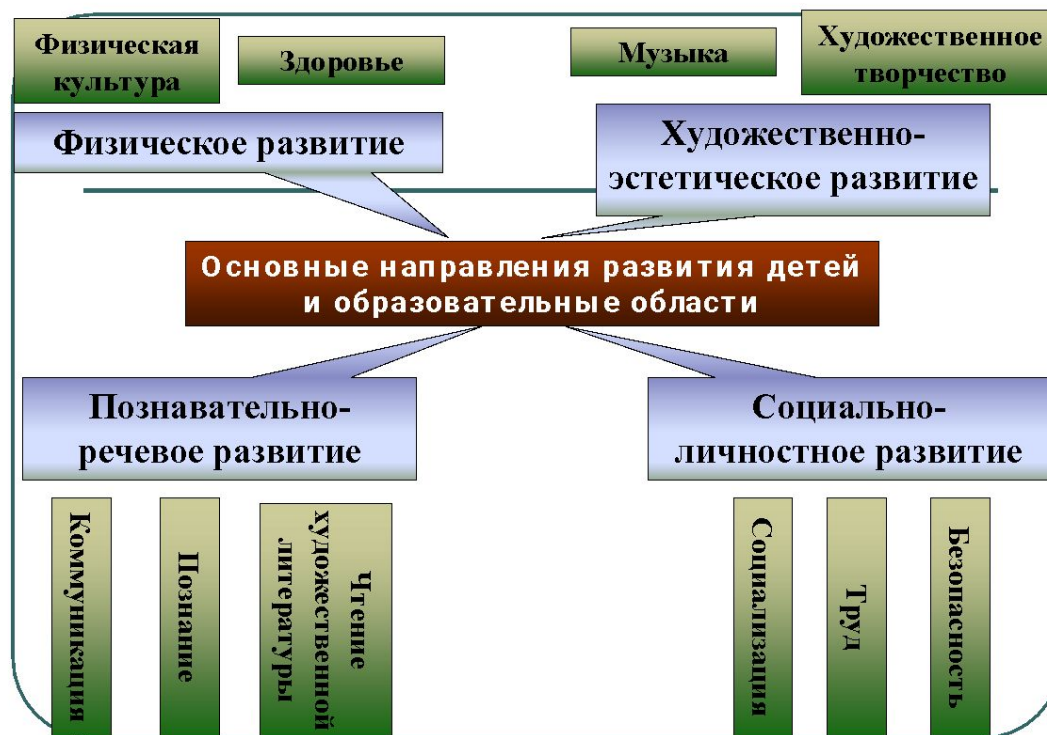 Физическая
культура
Здоровье
Музыка
Художественное
творчество
Физическое развитие
Художественно-
эстетическое развитие
Основные направления развития детей
и образовательные области
Познавательно-
речевое развитие
Социально-
личностное развитие
Коммуникация
Познание
Чтение
художественной
литературы
Социализация
Труд
Безопасность